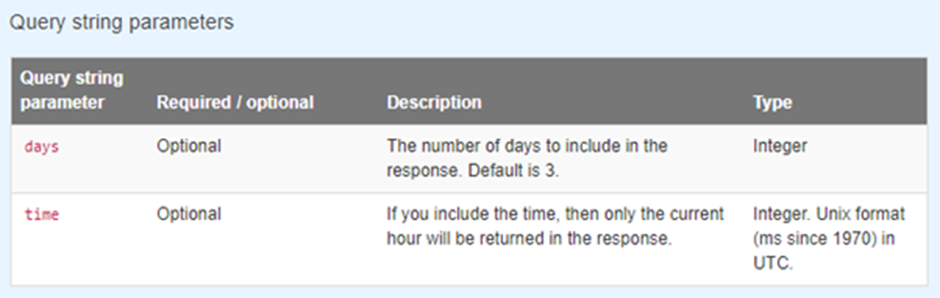 Query string parameters
Query string
parameter Required / optional Description Type
days Optional The number of days to include in the Integer
response. Default is 3.
time Optional If you include the time, then only the current Integer. Unix format
hour will be returned in the response. (ms since 1970) in
UTC.